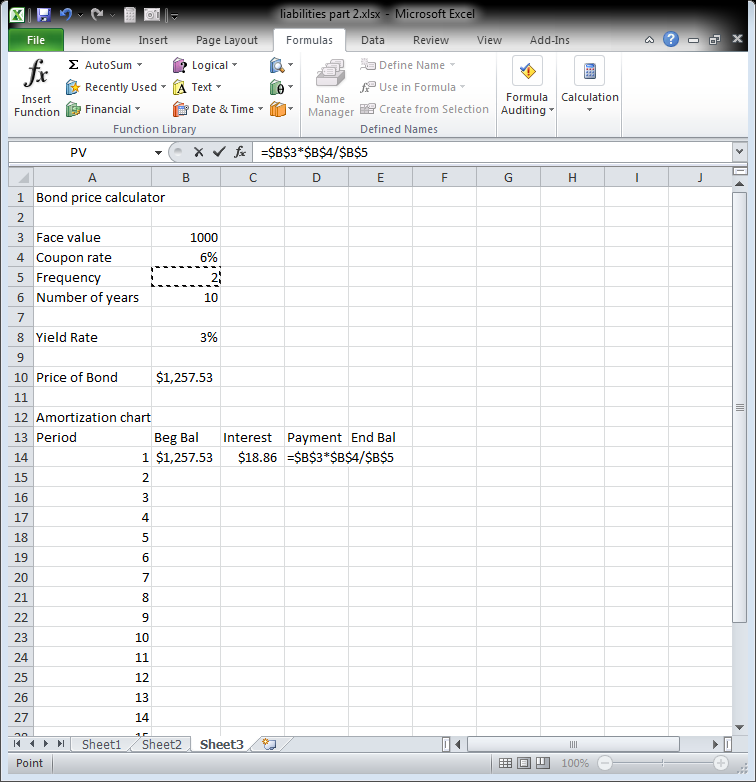 liabilities part 2.xlsx - Microsoft Excel
File Home Insert Page Layout Formulas Data Review View Add-Ins
fx Insert Function
Σ AutoSum
Recently Used
Financial
Logical
Text
Date & Time
Function Library
Name Manager
Define Name
Use in Formula
Create from Selection
Defined Names
Formula Auditing
Calculation
PV fx =$B$3*$B$4/$B$5
A B C D E F G H I J
1 Bond price calculator
2
3 Face value 1000
4 Coupon rate 6%
5 Frequency 2
6 Number of years 10
7
8 Yield Rate 3%
9
10 Price of Bond $1,257.53
11
12 Amortization chart
13 Period Beg Bal Interest Payment End Bal
14 1 $1,257.53 $18.86 =$B$3*$B$4/$B$5
15 2
16 3
17 4
18 5
19 6
20 7
21 8
22 9
23 10
24 11
25 12
26 13
27 14
Sheet1 Sheet2 Sheet3
Point 100%